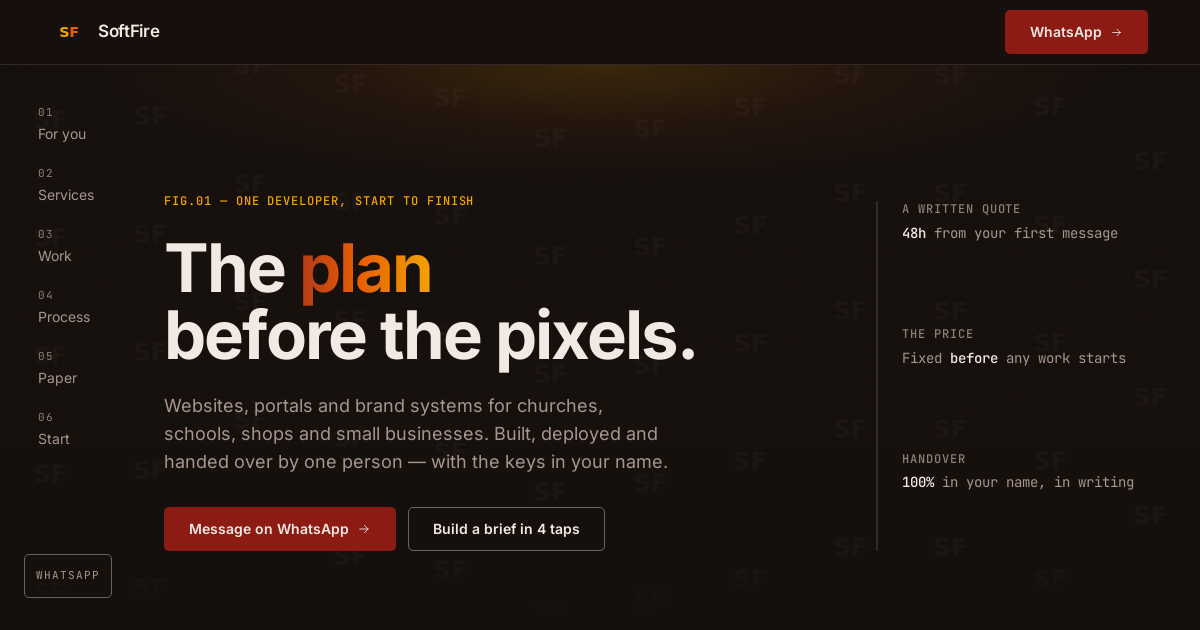 SF SoftFire
WhatsApp →
01
For you
02
Services
03
Work
04
Process
05
Paper
06
Start
WHATSAPP
FIG.01 — ONE DEVELOPER, START TO FINISH
The plan
before the pixels.
Websites, portals and brand systems for churches,
schools, shops and small businesses. Built, deployed and
handed over by one person — with the keys in your name.
Message on WhatsApp →
Build a brief in 4 taps
A WRITTEN QUOTE
48h from your first message
THE PRICE
Fixed before any work starts
HANDOVER
100% in your name, in writing